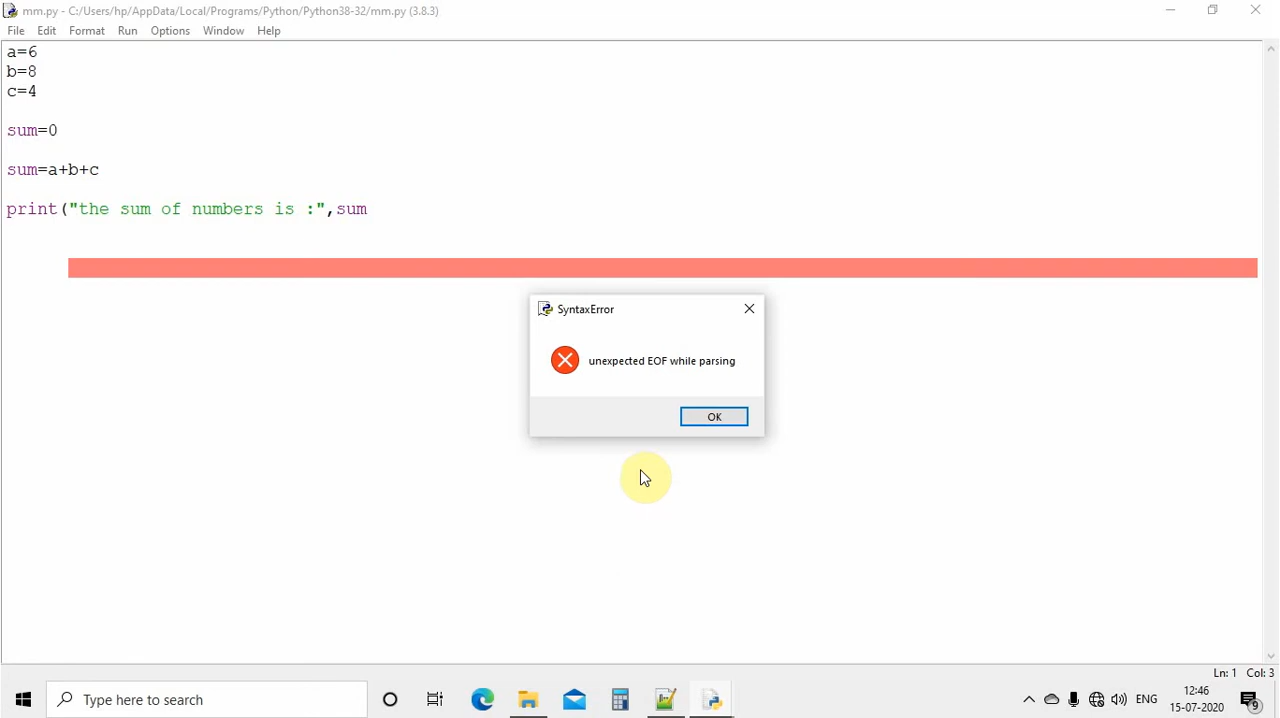 mm.py - C:/Users/hp/AppData/Local/Programs/Python/Python38-32/mm.py (3.8.3)
File Edit Format Run Options Window Help
a=6
b=8
c=4
sum=0
sum=a+b+c
print("the sum of numbers is :",sum
SyntaxError
unexpected EOF while parsing
OK
Ln: 1 Col: 3
Type here to search
ENG
12:46
15-07-2020
9